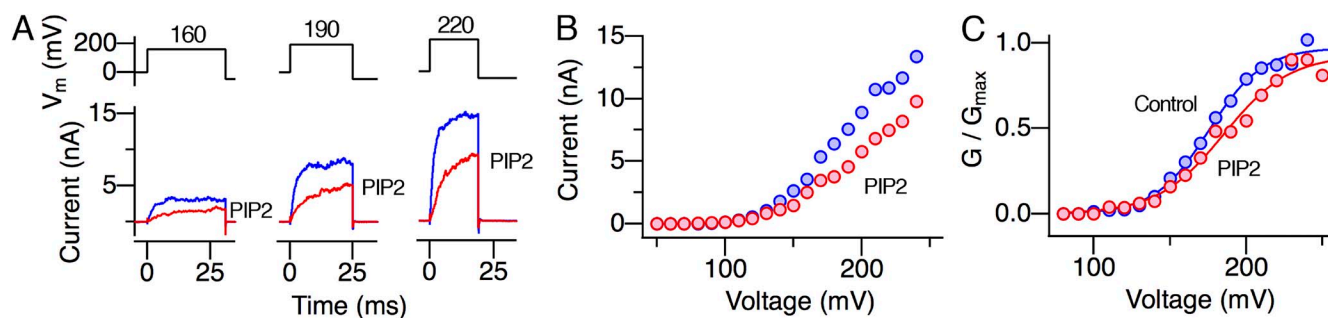 A
V_m (mV)
200
0
160
190
220
Current (nA)
15
5
PIP2
PIP2
PIP2
0 25
0 25
0 25
Time (ms)
B
Current (nA)
15
10
5
0
PIP2
100 200
Voltage (mV)
C
G / G_max
1.0
0.5
0.0
Control
PIP2
100 200
Voltage (mV)